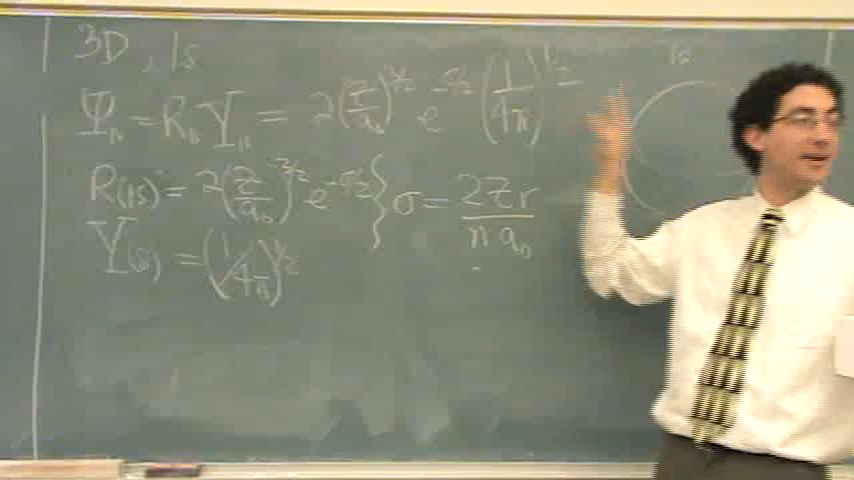 3D, 1s
1s
Ψ₁ₛ = R₁ₛ Y₁ₛ = 2(Z/a₀)^3/2 e^-σ/2 (1/4π)^1/2
R(1s) = 2(Z/a₀)^3/2 e^-σ/2 } σ = 2Zr/na₀
Y(s) = (1/4π)^1/2